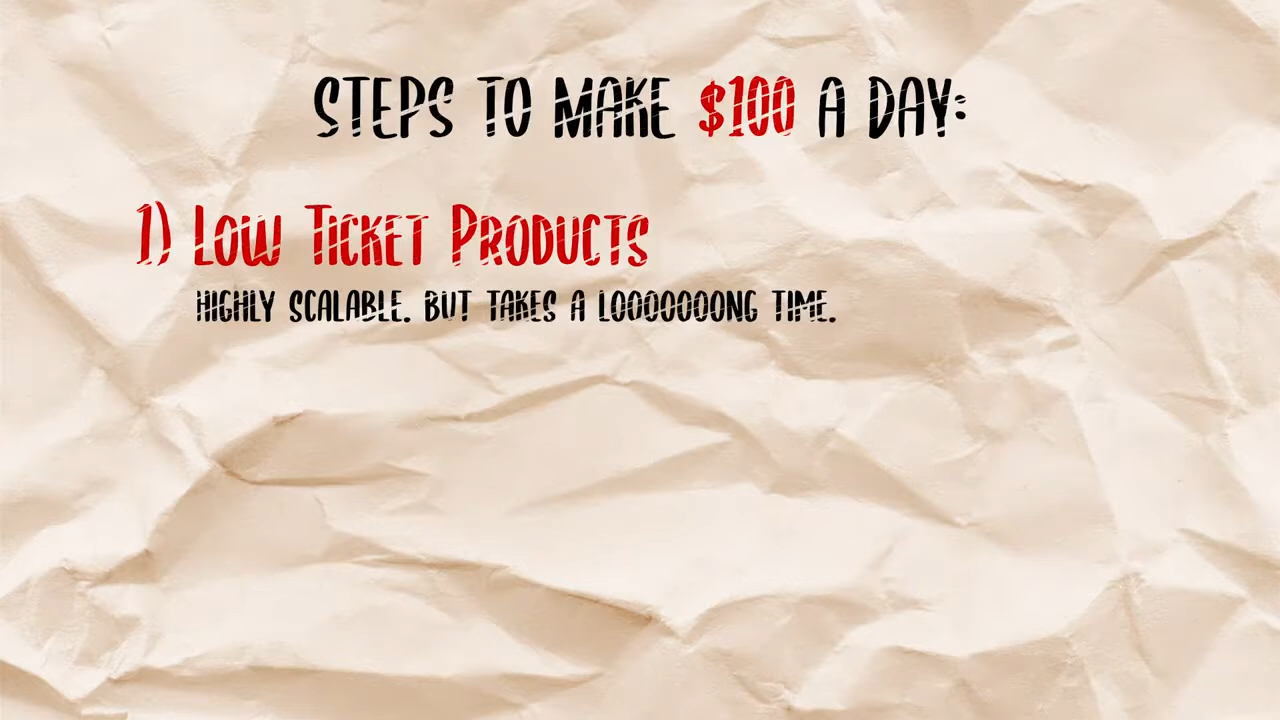 STEPS TO MAKE $100 A DAY:
1) LOW TICKET PRODUCTS
HIGHLY SCALABLE. BUT TAKES A LOOOOOOONG TIME.